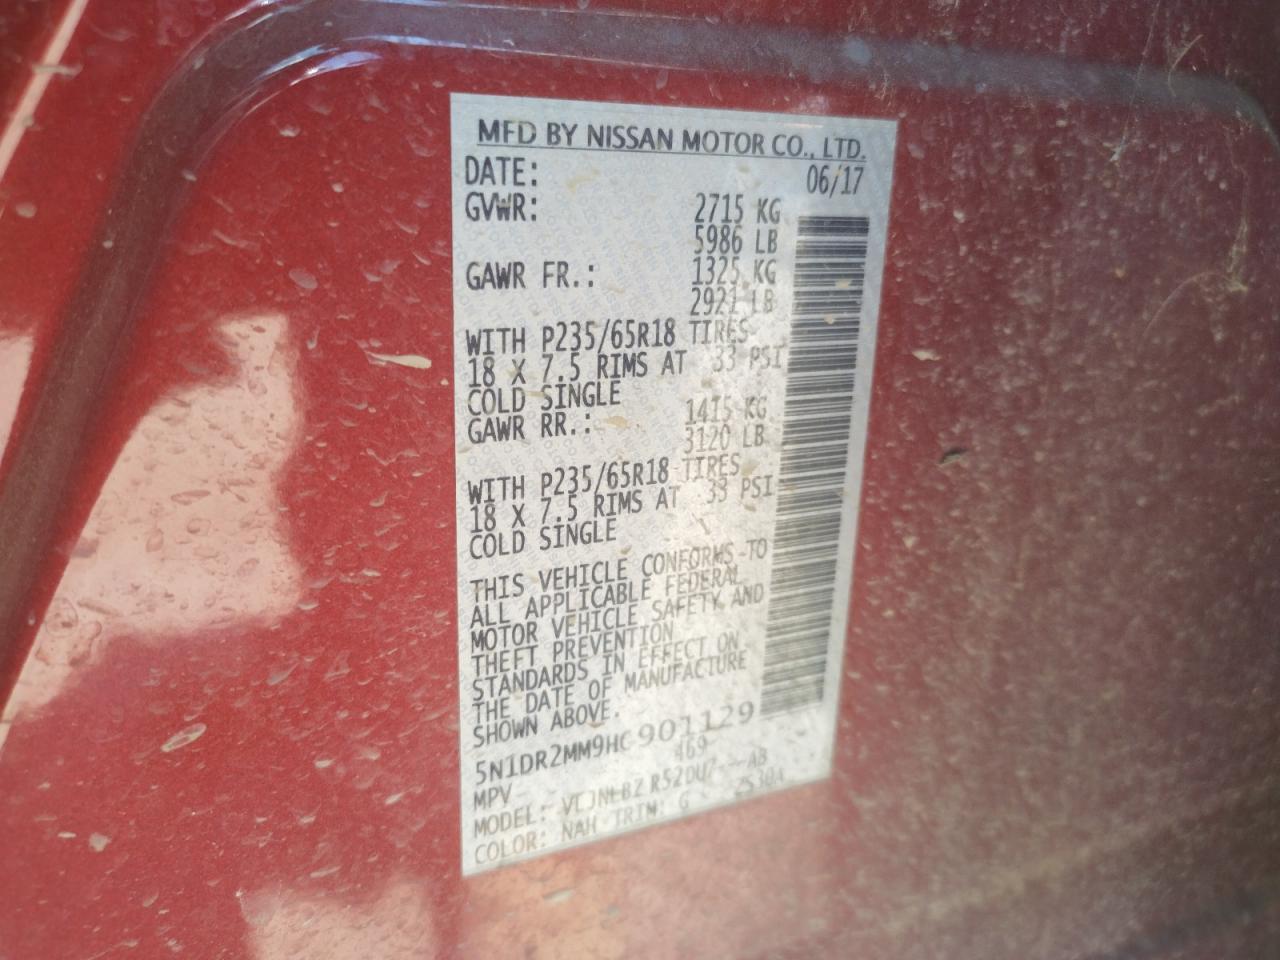 MFD BY NISSAN MOTOR CO., LTD.
DATE: 06/17
GVWR: 2715 KG
5986 LB
GAWR FR.: 1325 KG
2921 LB
WITH P235/65R18 TIRES
18 X 7.5 RIMS AT 33 PSI
COLD SINGLE
GAWR RR.: 1415 KG
3120 LB
WITH P235/65R18 TIRES
18 X 7.5 RIMS AT 33 PSI
COLD SINGLE
THIS VEHICLE CONFORMS TO
ALL APPLICABLE FEDERAL
MOTOR VEHICLE SAFETY AND
THEFT PREVENTION
STANDARDS IN EFFECT ON
THE DATE OF MANUFACTURE
SHOWN ABOVE.
5N1DR2MM9HC901129
MPV 469
MODEL:
COLOR: NAH TRIM: G